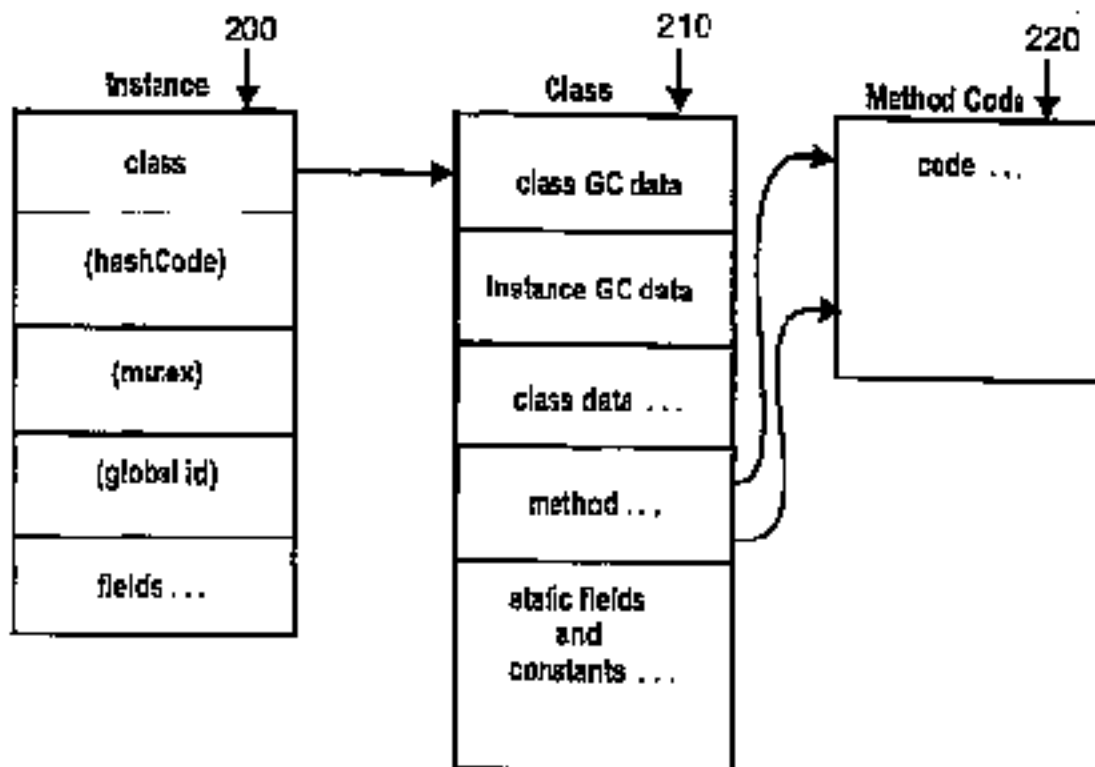 200
Instance
class
(hashCode)
(mutex)
(global id)
fields . . .
210
Class
class GC data
Instance GC data
class data . . .
method . . .
static fields
and
constants . . .
220
Method Code
code . . .